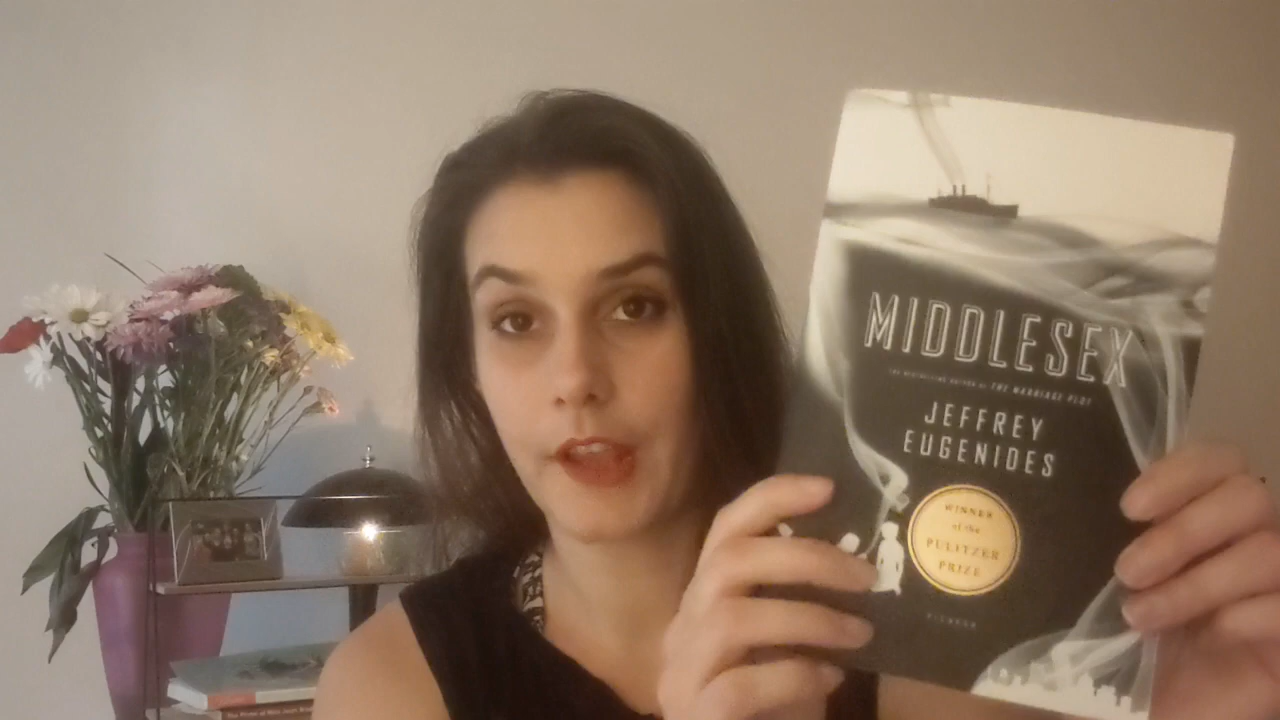 MIDDLESEX
THE BESTSELLING AUTHOR OF THE MARRIAGE PLOT
JEFFREY
EUGENIDES
WINNER
of the
PULITZER
PRIZE
PICADOR